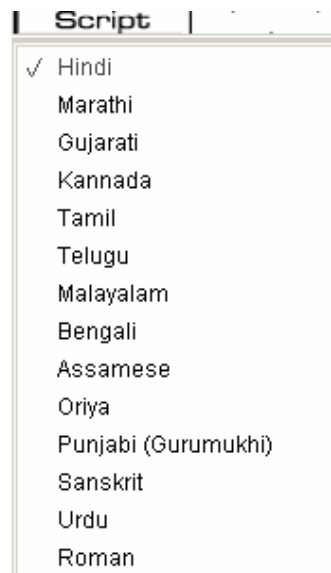 Script
✓ Hindi
Marathi
Gujarati
Kannada
Tamil
Telugu
Malayalam
Bengali
Assamese
Oriya
Punjabi (Gurumukhi)
Sanskrit
Urdu
Roman